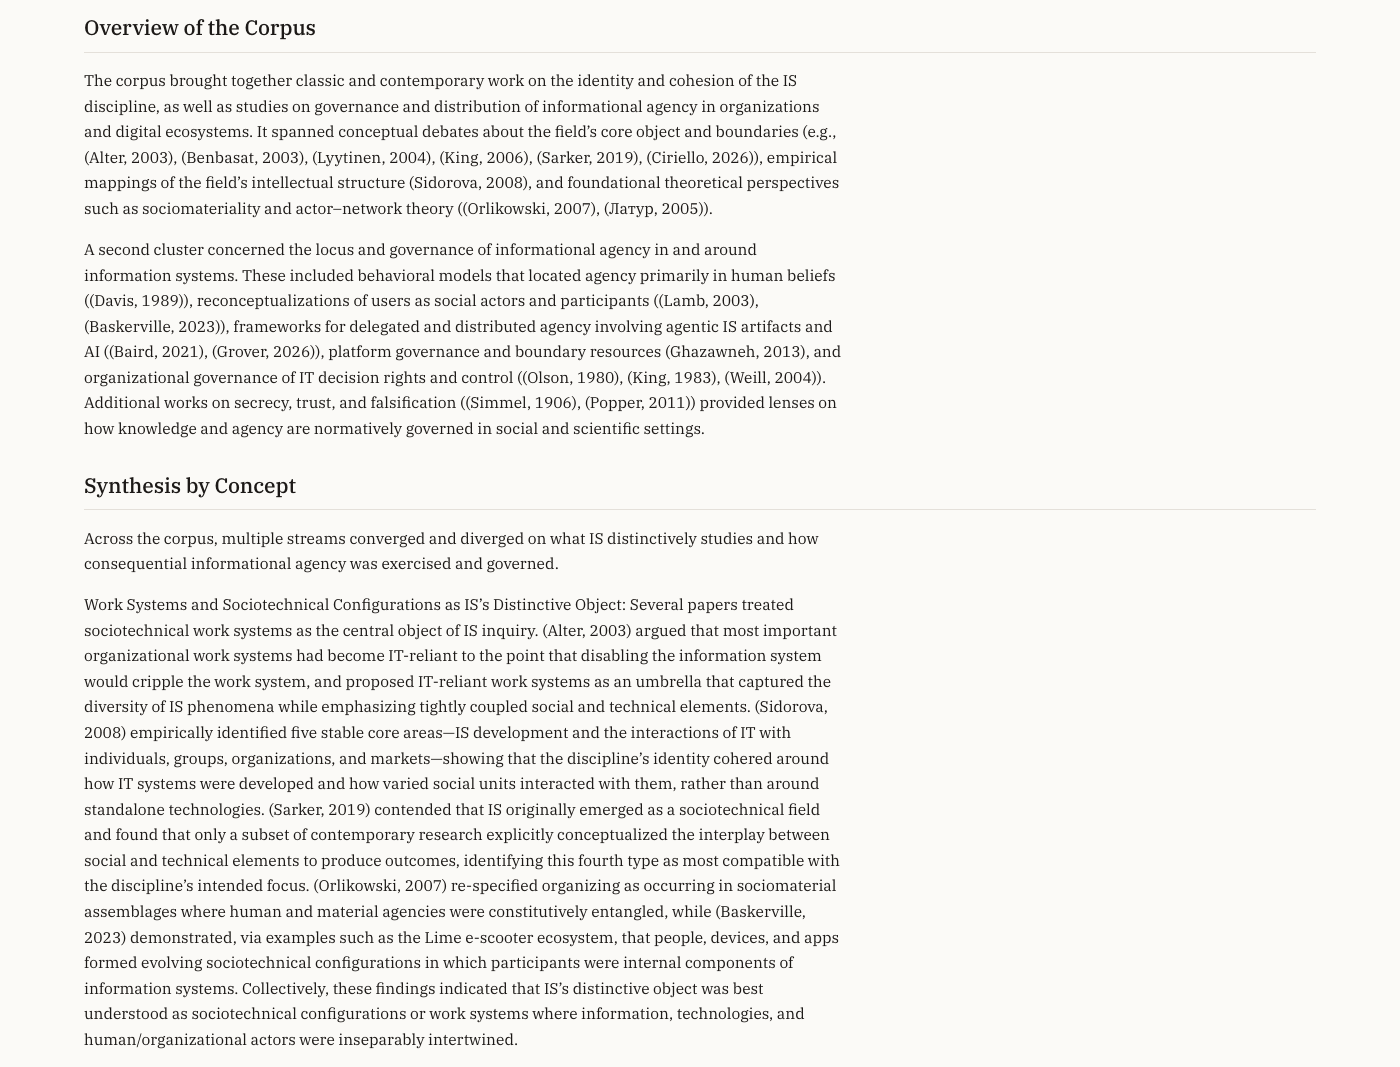 Overview of the Corpus
The corpus brought together classic and contemporary work on the identity and cohesion of the IS
discipline, as well as studies on governance and distribution of informational agency in organizations
and digital ecosystems. It spanned conceptual debates about the field’s core object and boundaries (e.g.,
(Alter, 2003), (Benbasat, 2003), (Lyytinen, 2004), (King, 2006), (Sarker, 2019), (Ciriello, 2026)), empirical
mappings of the field’s intellectual structure (Sidorova, 2008), and foundational theoretical perspectives
such as sociomateriality and actor–network theory ((Orlikowski, 2007), (Латур, 2005)).
A second cluster concerned the locus and governance of informational agency in and around
information systems. These included behavioral models that located agency primarily in human beliefs
((Davis, 1989)), reconceptualizations of users as social actors and participants ((Lamb, 2003),
(Baskerville, 2023)), frameworks for delegated and distributed agency involving agentic IS artifacts and
AI ((Baird, 2021), (Grover, 2026)), platform governance and boundary resources (Ghazawneh, 2013), and
organizational governance of IT decision rights and control ((Olson, 1980), (King, 1983), (Weill, 2004)).
Additional works on secrecy, trust, and falsification ((Simmel, 1906), (Popper, 2011)) provided lenses on
how knowledge and agency are normatively governed in social and scientific settings.
Synthesis by Concept
Across the corpus, multiple streams converged and diverged on what IS distinctively studies and how
consequential informational agency was exercised and governed.
Work Systems and Sociotechnical Configurations as IS’s Distinctive Object: Several papers treated
sociotechnical work systems as the central object of IS inquiry. (Alter, 2003) argued that most important
organizational work systems had become IT-reliant to the point that disabling the information system
would cripple the work system, and proposed IT-reliant work systems as an umbrella that captured the
diversity of IS phenomena while emphasizing tightly coupled social and technical elements. (Sidorova,
2008) empirically identified five stable core areas—IS development and the interactions of IT with
individuals, groups, organizations, and markets—showing that the discipline’s identity cohered around
how IT systems were developed and how varied social units interacted with them, rather than around
standalone technologies. (Sarker, 2019) contended that IS originally emerged as a sociotechnical field
and found that only a subset of contemporary research explicitly conceptualized the interplay between
social and technical elements to produce outcomes, identifying this fourth type as most compatible with
the discipline’s intended focus. (Orlikowski, 2007) re-specified organizing as occurring in sociomaterial
assemblages where human and material agencies were constitutively entangled, while (Baskerville,
2023) demonstrated, via examples such as the Lime e-scooter ecosystem, that people, devices, and apps
formed evolving sociotechnical configurations in which participants were internal components of
information systems. Collectively, these findings indicated that IS’s distinctive object was best
understood as sociotechnical configurations or work systems where information, technologies, and
human/organizational actors were inseparably intertwined.